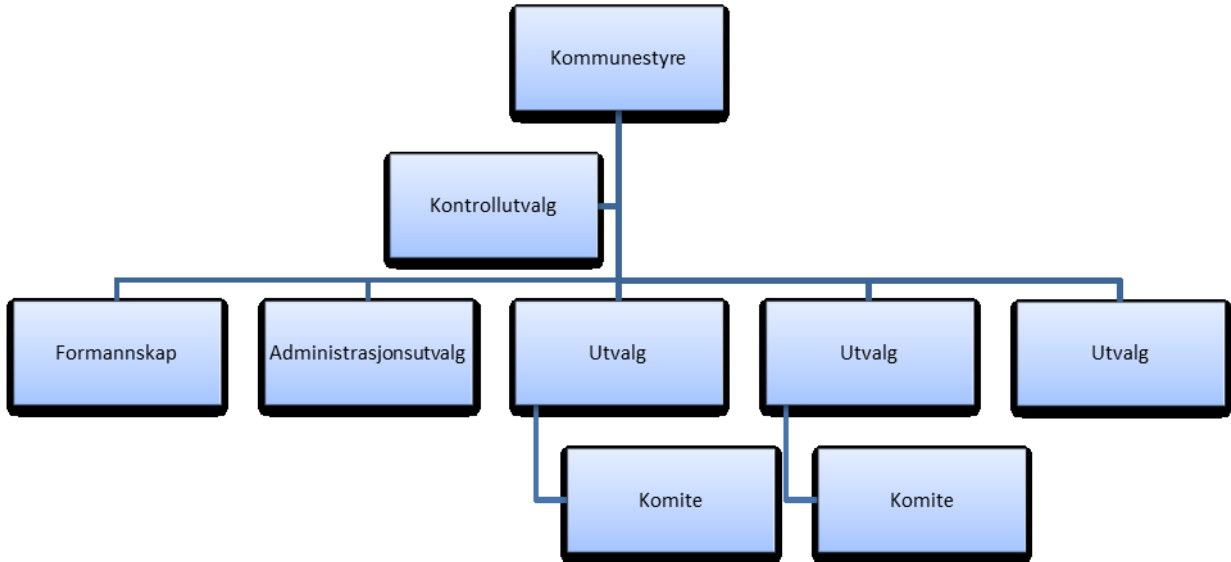 Kommunestyre
Kontrollutvalg
Formannskap
Administrasjonsutvalg
Utvalg
Utvalg
Utvalg
Komite
Komite